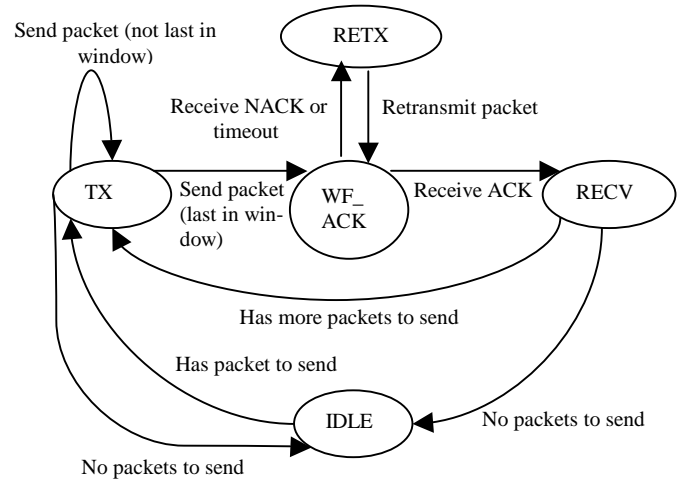 Send packet (not last in
window)
RETX
Receive NACK or
timeout
Retransmit packet
TX
Send packet
(last in win-
dow)
WF_
ACK
Receive ACK
RECV
Has more packets to send
Has packet to send
IDLE
No packets to send
No packets to send